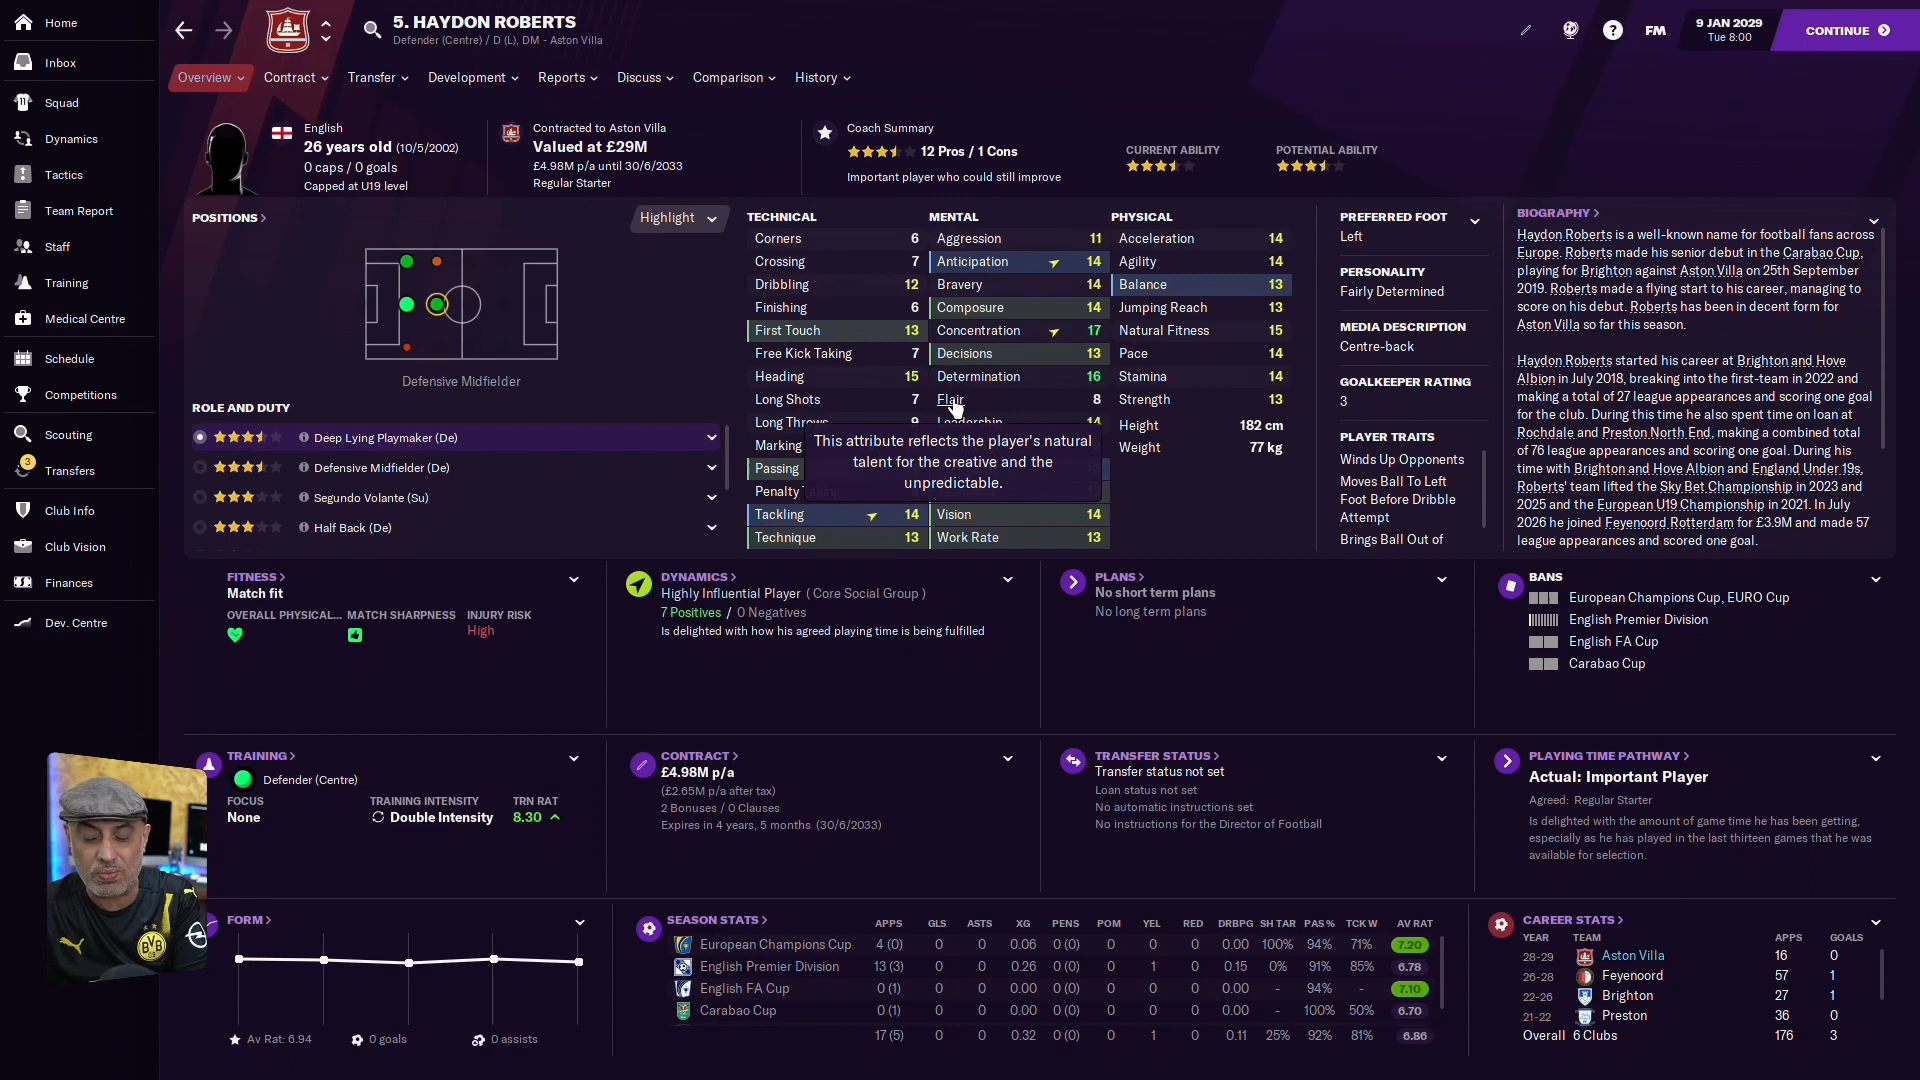 Home
Inbox
Squad
Dynamics
Tactics
Team Report
Staff
Training
Medical Centre
Schedule
Competitions
Scouting
3
Transfers
Club Info
Club Vision
Finances
Dev. Centre
5. HAYDON ROBERTS
Defender (Centre) / D (L), DM - Aston Villa
FM
9 JAN 2029
Tue 8:00
CONTINUE
Overview
Contract
Transfer
Development
Reports
Discuss
Comparison
History
English
26 years old (10/5/2002)
0 caps / 0 goals
Capped at U19 level
Contracted to Aston Villa
Valued at £29M
£4.98M p/a until 30/6/2033
Regular Starter
Coach Summary
12 Pros / 1 Cons
Important player who could still improve
CURRENT ABILITY
POTENTIAL ABILITY
POSITIONS >
Highlight
Defensive Midfielder
ROLE AND DUTY
Deep Lying Playmaker (De)
Defensive Midfielder (De)
Segundo Volante (Su)
Half Back (De)
TECHNICAL
Corners 6
Crossing 7
Dribbling 12
Finishing 6
First Touch 13
Free Kick Taking 7
Heading 15
Long Shots 7
Long Throws 9
Marking
Passing
Penalty
Tackling 14
Technique 13
MENTAL
Aggression 11
Anticipation 14
Bravery 14
Composure 14
Concentration 17
Decisions 13
Determination 16
Flair 8
Leadership 14
This attribute reflects the player's natural
talent for the creative and the
unpredictable.
Vision 14
Work Rate 13
PHYSICAL
Acceleration 14
Agility 14
Balance 13
Jumping Reach 13
Natural Fitness 15
Pace 14
Stamina 14
Strength 13
Height 182 cm
Weight 77 kg
PREFERRED FOOT
Left
PERSONALITY
Fairly Determined
MEDIA DESCRIPTION
Centre-back
GOALKEEPER RATING
3
PLAYER TRAITS
Winds Up Opponents
Moves Ball To Left
Foot Before Dribble
Attempt
Brings Ball Out of
BIOGRAPHY >
Haydon Roberts is a well-known name for football fans across
Europe. Roberts made his senior debut in the Carabao Cup,
playing for Brighton against Aston Villa on 25th September
2019. Roberts made a flying start to his career, managing to
score on his debut. Roberts has been in decent form for
Aston Villa so far this season.
Haydon Roberts started his career at Brighton and Hove
Albion in July 2018, breaking into the first-team in 2022 and
making a total of 27 league appearances and scoring one goal
for the club. During this time he also spent time on loan at
Rochdale and Preston North End, making a combined total
of 76 league appearances and scoring one goal. During his
time with Brighton and Hove Albion and England Under 19s,
Roberts' team lifted the Sky Bet Championship in 2023 and
2025 and the European U19 Championship in 2021. In July
2026 he joined Feyenoord Rotterdam for £3.9M and made 57
league appearances and scored one goal.
FITNESS >
Match fit
OVERALL PHYSICAL... MATCH SHARPNESS INJURY RISK
High
DYNAMICS >
Highly Influential Player ( Core Social Group )
7 Positives / 0 Negatives
Is delighted with how his agreed playing time is being fulfilled
PLANS >
No short term plans
No long term plans
BANS
European Champions Cup, EURO Cup
English Premier Division
English FA Cup
Carabao Cup
TRAINING >
Defender (Centre)
FOCUS TRAINING INTENSITY TRN RAT
None Double Intensity 8.30
CONTRACT >
£4.98M p/a
(£2.65M p/a after tax)
2 Bonuses / 0 Clauses
Expires in 4 years, 5 months (30/6/2033)
TRANSFER STATUS >
Transfer status not set
Loan status not set
No automatic instructions set
No instructions for the Director of Football
PLAYING TIME PATHWAY >
Actual: Important Player
Agreed: Regular Starter
Is delighted with the amount of game time he has been getting,
especially as he has played in the last thirteen games that he was
available for selection.
BVB
09
FORM >
Av Rat: 6.94 0 goals 0 assists
SEASON STATS > APPS GLS ASTS XG PENS POM YEL RED DRBPG SH TAR PAS% TCK W AV RAT
European Champions Cup 4 (0) 0 0 0.06 0 (0) 0 0 0 0.00 100% 94% 71% 7.20
English Premier Division 13 (3) 0 0 0.26 0 (0) 0 1 0 0.15 0% 91% 85% 6.78
English FA Cup 0 (1) 0 0 0.00 0 (0) 0 0 0 0.00 - 94% - 7.10
Carabao Cup 0 (1) 0 0 0.00 0 (0) 0 0 0 0.00 - 100% 50% 6.70
17 (5) 0 0 0.32 0 (0) 0 1 0 0.11 25% 92% 81% 6.86
CAREER STATS >
YEAR TEAM APPS GOALS
28-29 Aston Villa 16 0
26-28 Feyenoord 57 1
22-26 Brighton 27 1
21-22 Preston 36 0
Overall 6 Clubs 176 3